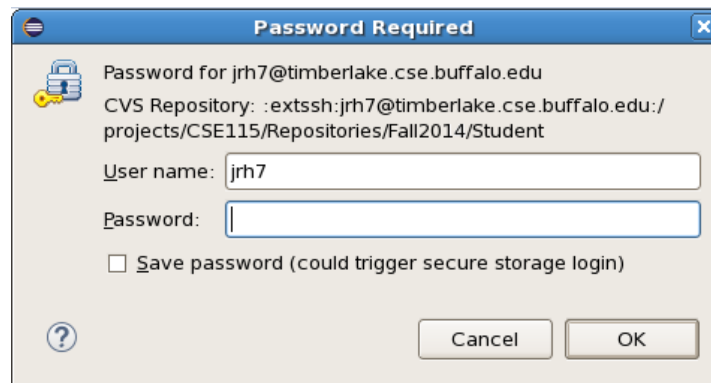 Password Required
Password for jrh7@timberlake.cse.buffalo.edu
CVS Repository: :extssh:jrh7@timberlake.cse.buffalo.edu:/
projects/CSE115/Repositories/Fall2014/Student
User name: jrh7
Password:
Save password (could trigger secure storage login)
? Cancel OK